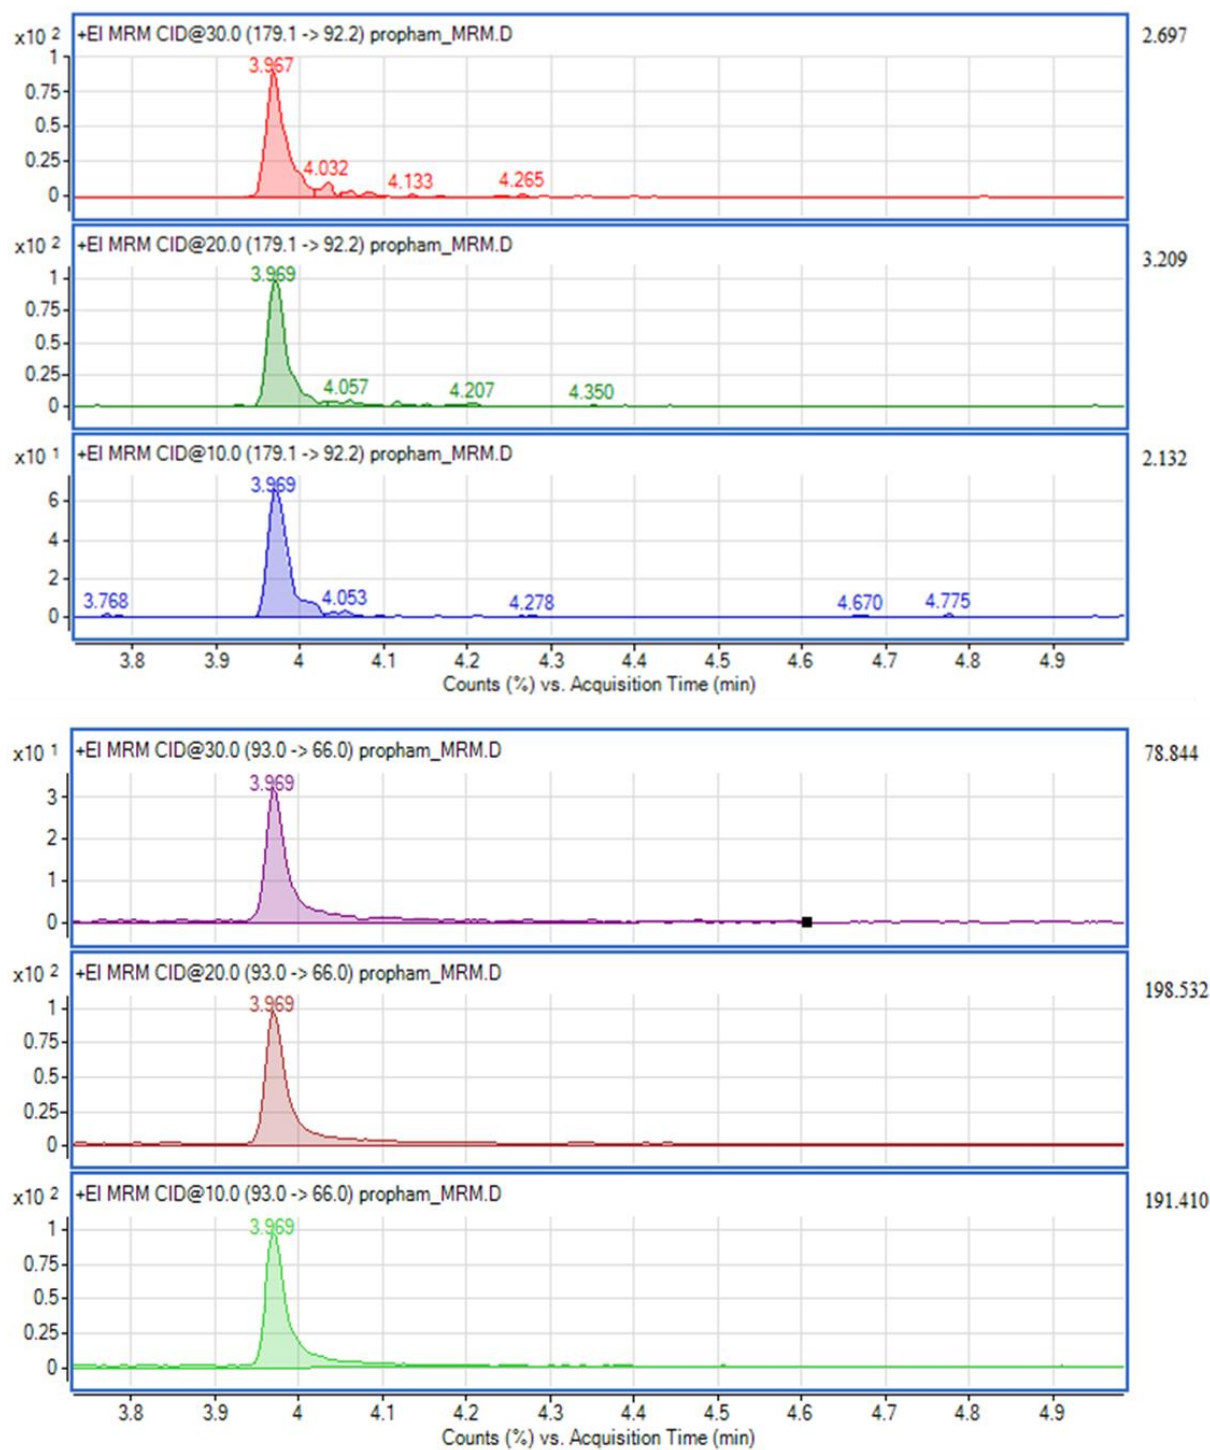 x10 2 +EI MRM CID@30.0 (179.1 -> 92.2) propham_MRM.D 2.697
1 3.967
0.75
0.5
0.25 4.032 4.133 4.265
0
x10 2 +EI MRM CID@20.0 (179.1 -> 92.2) propham_MRM.D 3.209
1 3.969
0.75
0.5
0.25 4.057 4.207 4.350
0
x10 1 +EI MRM CID@10.0 (179.1 -> 92.2) propham_MRM.D 2.132
3.969
6
4
2 3.768 4.053 4.278 4.670 4.775
0
3.8 3.9 4 4.1 4.2 4.3 4.4 4.5 4.6 4.7 4.8 4.9
Counts (%) vs. Acquisition Time (min)
x10 1 +EI MRM CID@30.0 (93.0 -> 66.0) propham_MRM.D 78.844
3.969
3
2
1
0
x10 2 +EI MRM CID@20.0 (93.0 -> 66.0) propham_MRM.D 198.532
1 3.969
0.75
0.5
0.25
0
x10 2 +EI MRM CID@10.0 (93.0 -> 66.0) propham_MRM.D 191.410
1 3.969
0.75
0.5
0.25
0
3.8 3.9 4 4.1 4.2 4.3 4.4 4.5 4.6 4.7 4.8 4.9
Counts (%) vs. Acquisition Time (min)